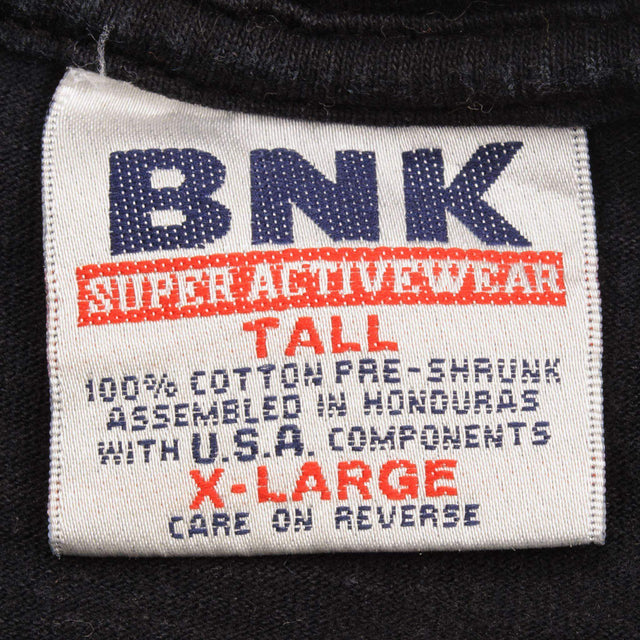 BNK
SUPER ACTIVEWEAR
TALL
100% COTTON PRE-SHRUNK
ASSEMBLED IN HONDURAS
WITH U.S.A. COMPONENTS
X-LARGE
CARE ON REVERSE